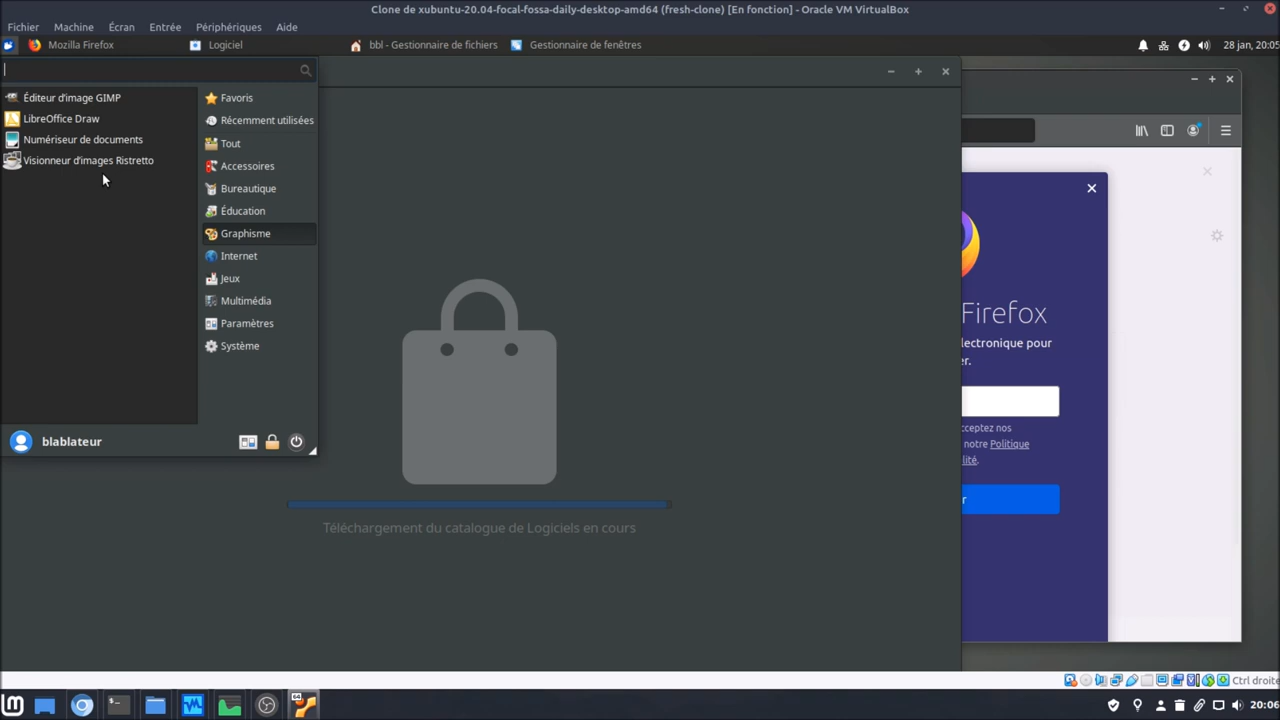 Clone de xubuntu-20.04-focal-fossa-daily-desktop-amd64 (fresh-clone) [En fonction] - Oracle VM VirtualBox
Fichier Machine Écran Entrée Périphériques Aide
Mozilla Firefox Logiciel bbl - Gestionnaire de fichiers Gestionnaire de fenêtres 28 jan, 20:05
Éditeur d'image GIMP
LibreOffice Draw
Numériseur de documents
Visionneur d'images Ristretto
Favoris
Récemment utilisées
Tout
Accessoires
Bureautique
Éducation
Graphisme
Internet
Jeux
Multimédia
Paramètres
Système
blablateur
Téléchargement du catalogue de Logiciels en cours
Firefox
lectronique pour
er.
cceptez nos
notre Politique
lité.
r
Ctrl droite
64
20:06